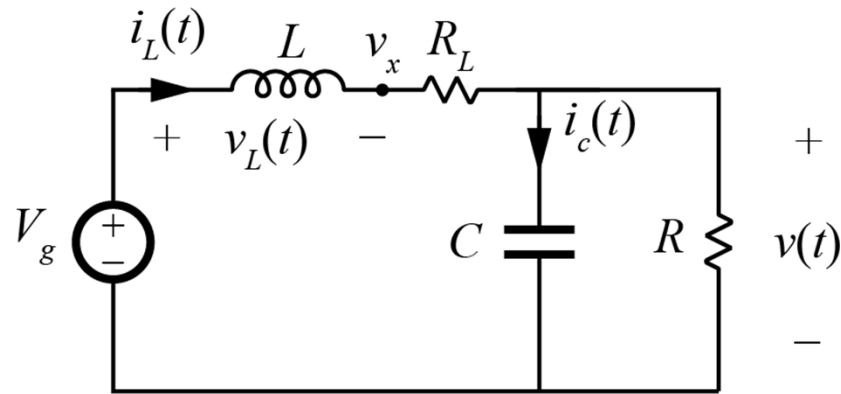 i_L(t)
L
v_x
R_L
+
v_L(t)
−
i_c(t)
+
V_g
+
−
C
R
v(t)
−